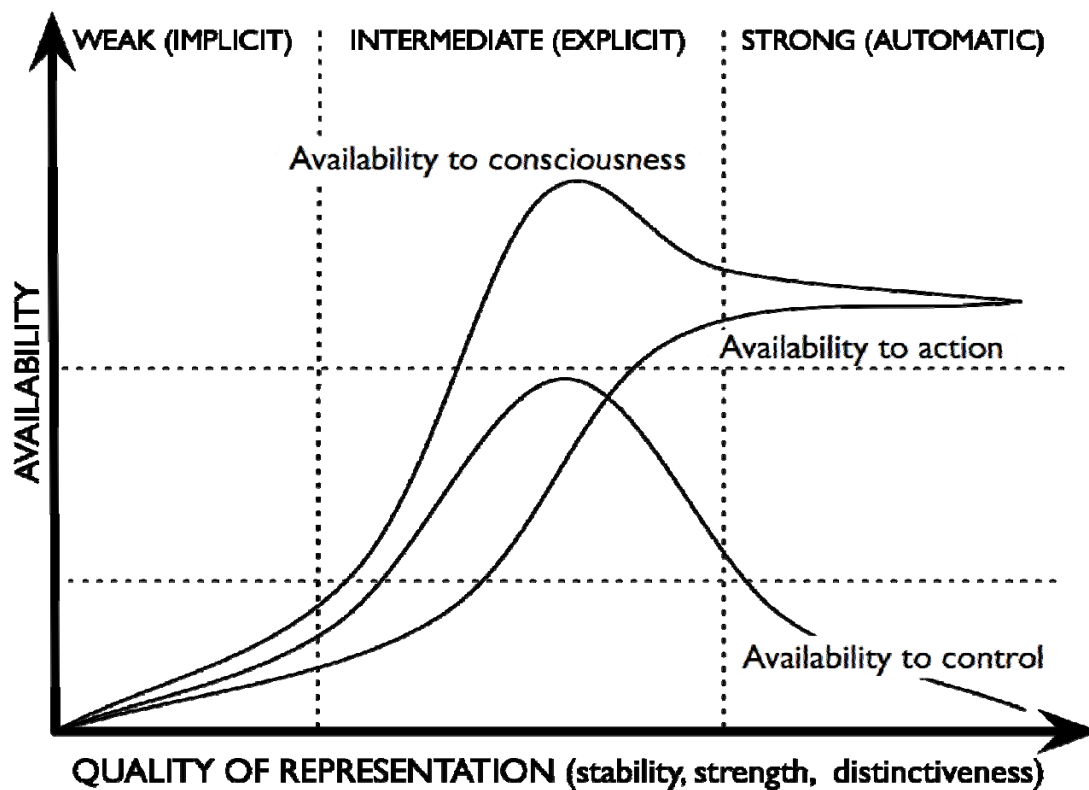 WEAK (IMPLICIT)
INTERMEDIATE (EXPLICIT)
STRONG (AUTOMATIC)
Availability to consciousness
AVAILABILITY
Availability to action
Availability to control
QUALITY OF REPRESENTATION (stability, strength, distinctiveness)